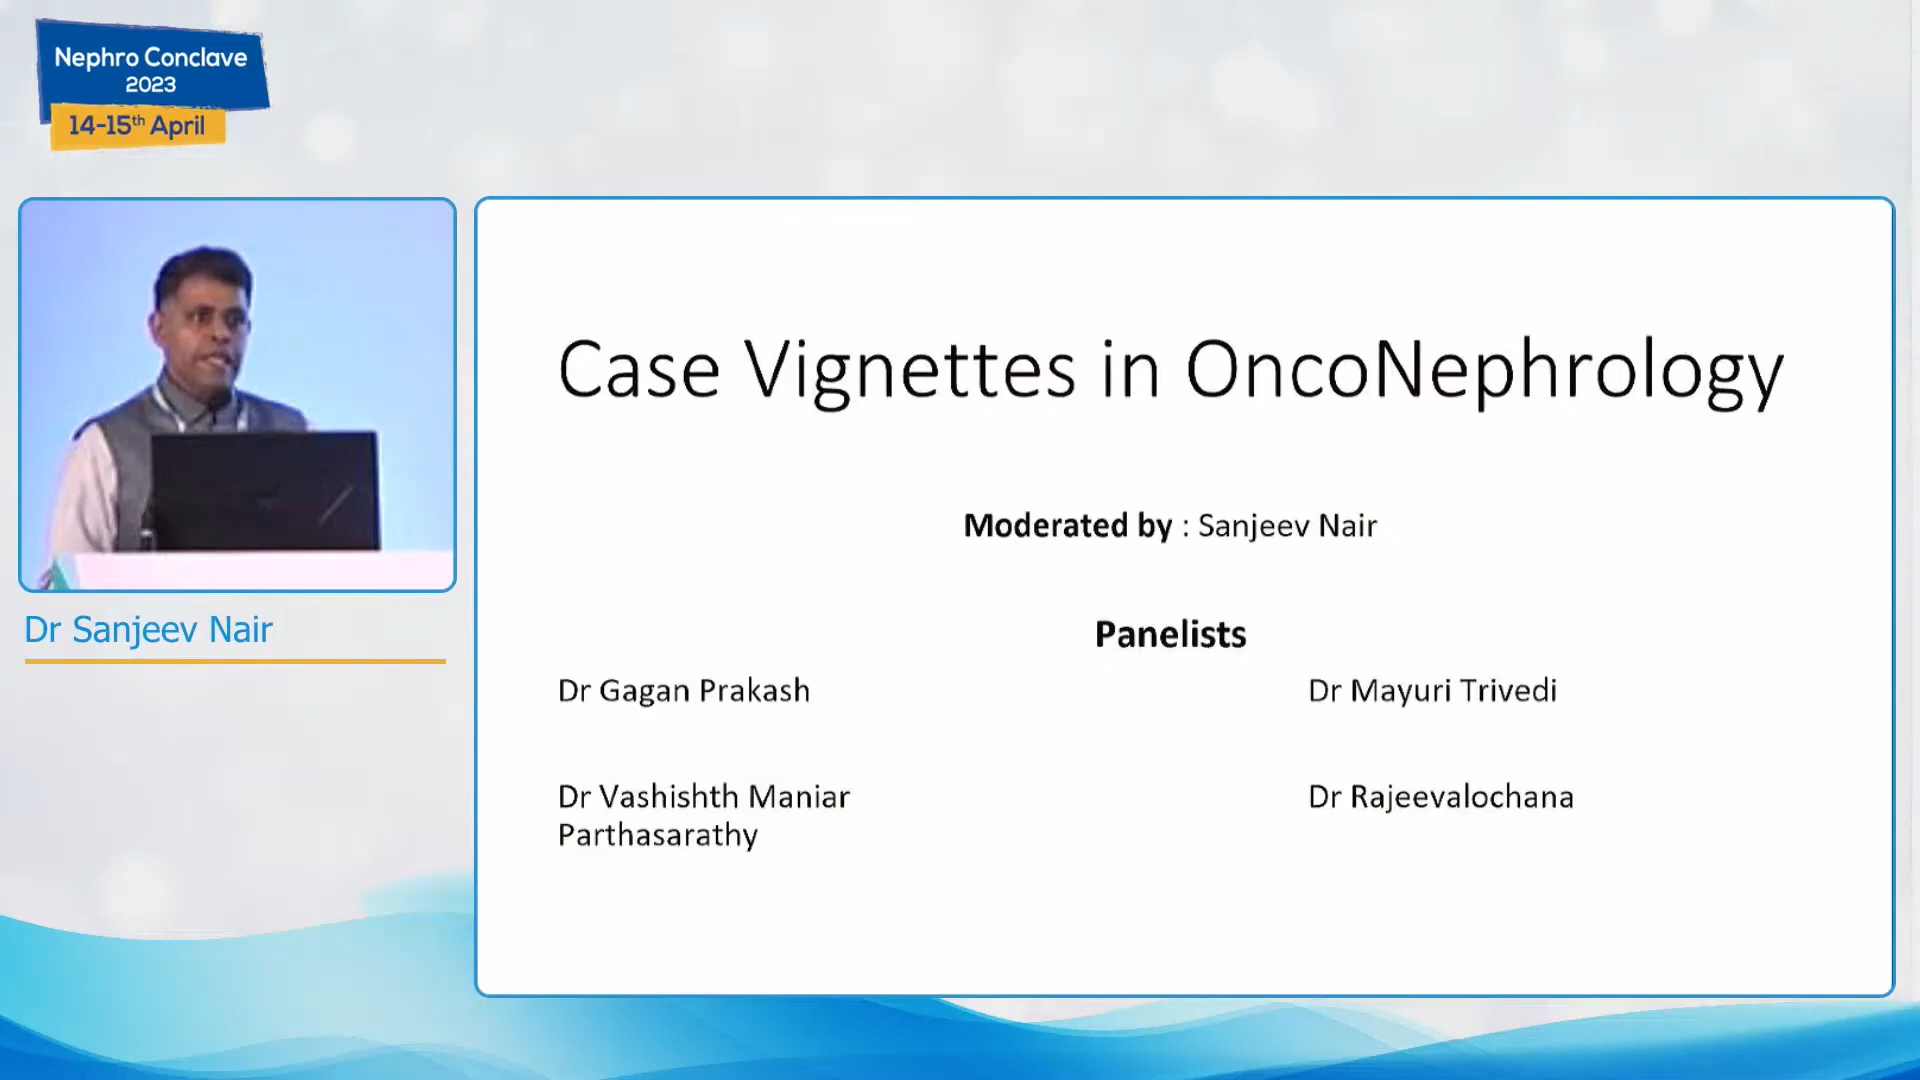 Nephro Conclave
2023
14-15th April
Dr Sanjeev Nair
Case Vignettes in OncoNephrology
Moderated by : Sanjeev Nair
Panelists
Dr Gagan Prakash
Dr Mayuri Trivedi
Dr Vashishth Maniar
Dr Rajeevalochana
Parthasarathy